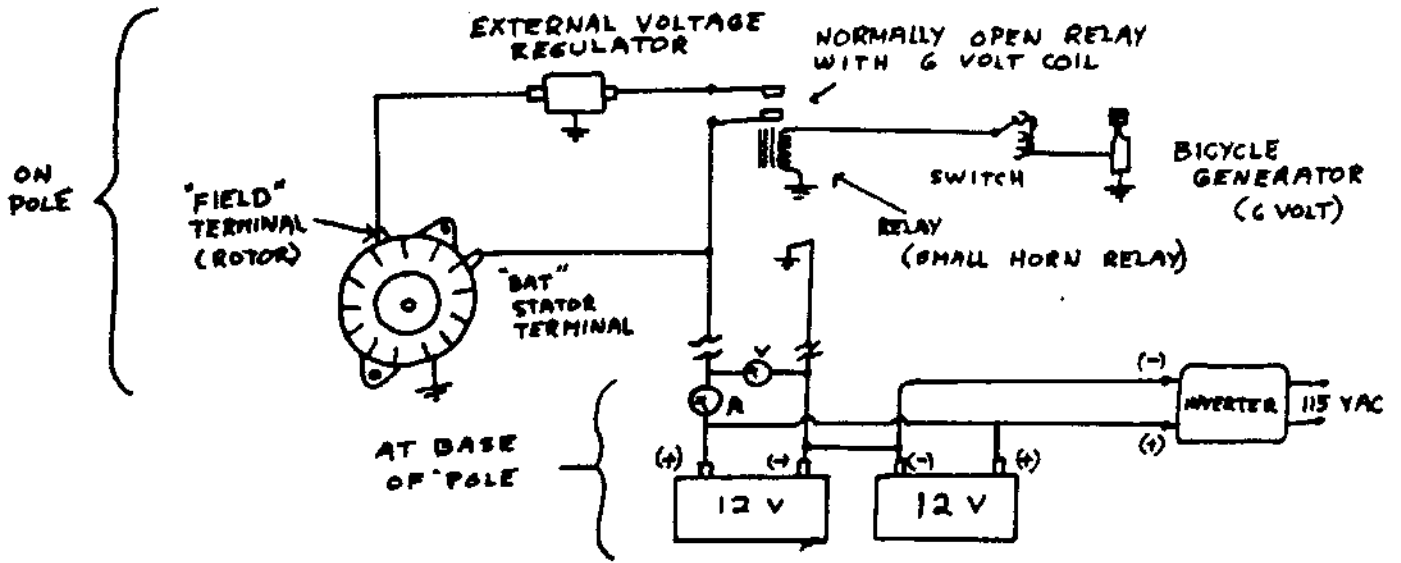 EXTERNAL VOLTAGE
REGULATOR
NORMALLY OPEN RELAY
WITH 6 VOLT COIL
ON
POLE
"FIELD"
TERMINAL
(ROTOR)
SWITCH
BICYCLE
GENERATOR
(6 VOLT)
RELAY
(SMALL HORN RELAY)
"BAT"
STATOR
TERMINAL
V
A
(-)
INVERTER
115 VAC
(+)
AT BASE
OF POLE
(+)
(-)
(-)
(+)
12 V
12 V